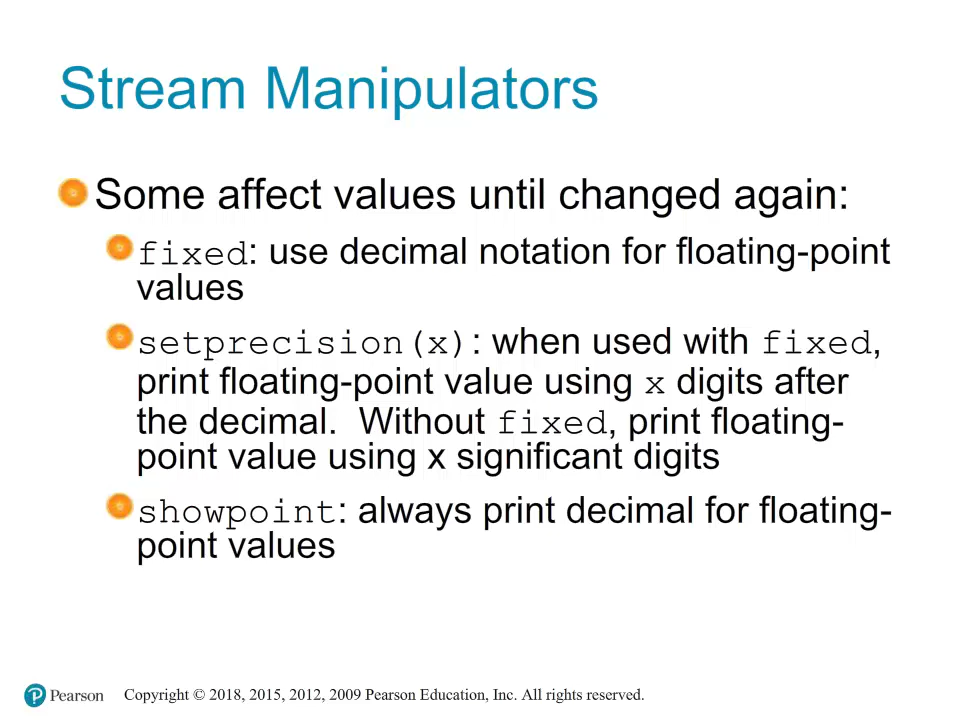 Stream Manipulators
Some affect values until changed again:
fixed: use decimal notation for floating-point
values
setprecision(x): when used with fixed,
print floating-point value using x digits after
the decimal.  Without fixed, print floating-
point value using x significant digits
showpoint: always print decimal for floating-
point values
P Pearson
Copyright © 2018, 2015, 2012, 2009 Pearson Education, Inc. All rights reserved.